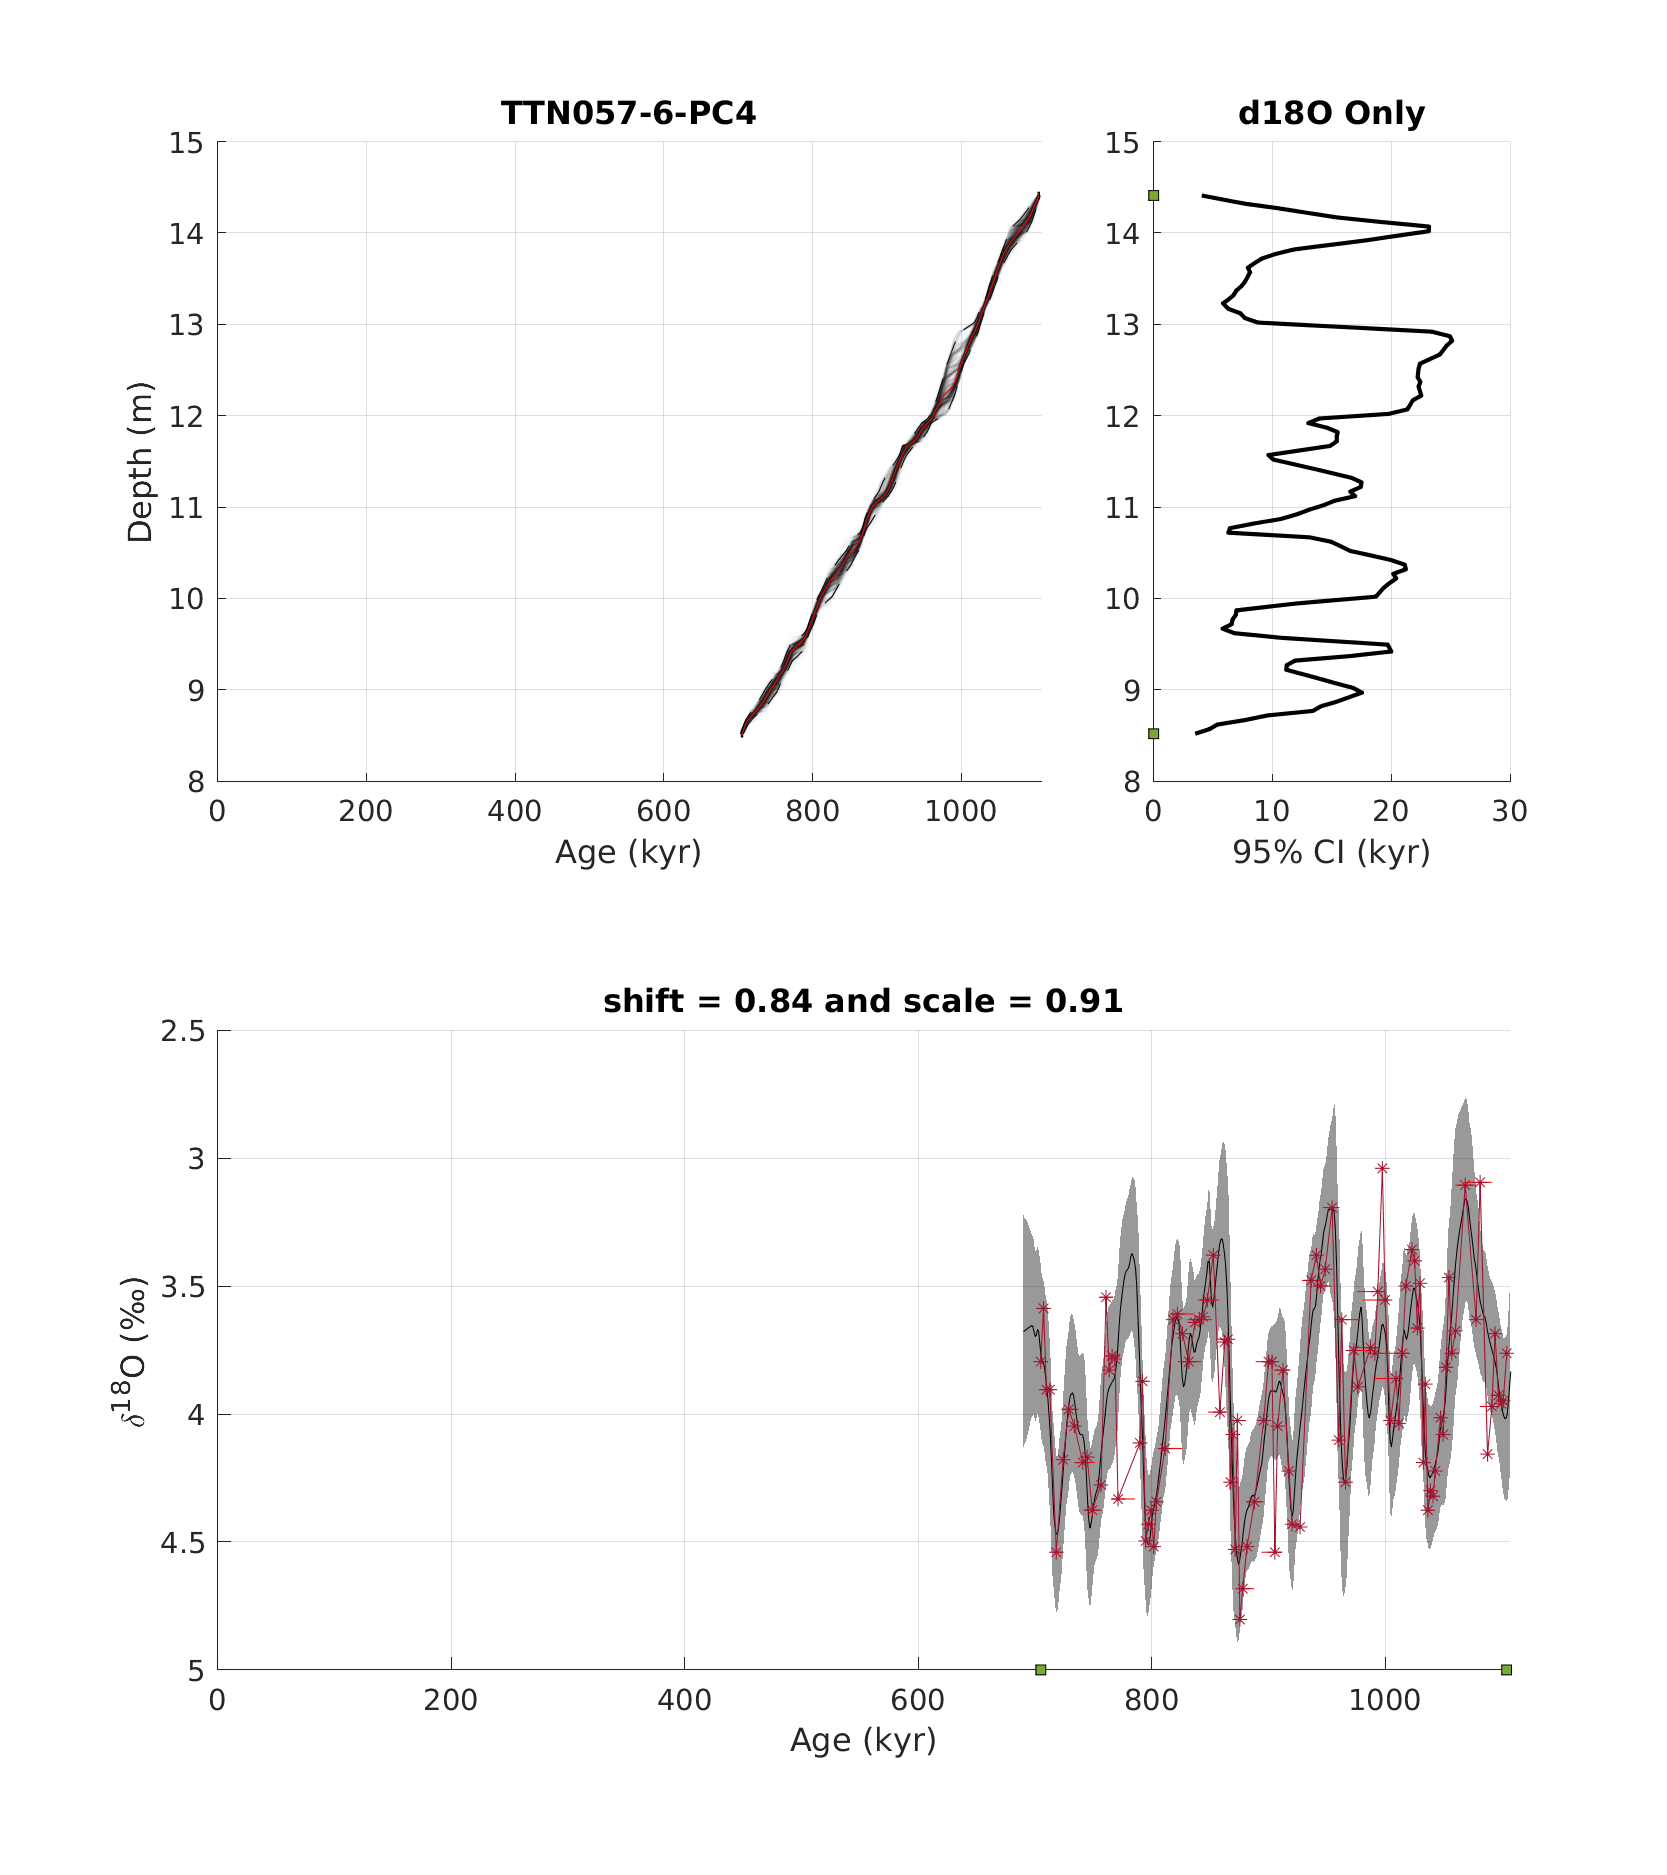 TTN057-6-PC4
15
14
13
12
11
10
9
8
Depth (m)
0 200 400 600 800 1000
Age (kyr)
d18O Only
15
14
13
12
11
10
9
8
0 10 20 30
95% CI (kyr)
shift = 0.84 and scale = 0.91
2.5
3
3.5
4
4.5
5
δ18O (‰)
0 200 400 600 800 1000
Age (kyr)